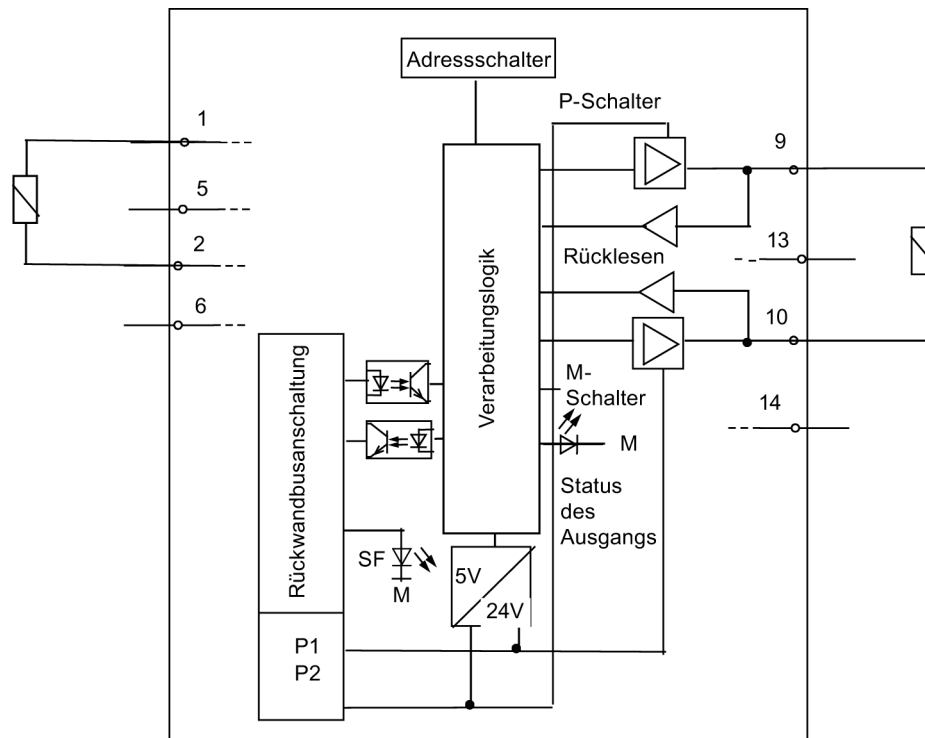 Adressschalter
P-Schalter
1
9
5
2
Rücklesen
13
6
10
Rückwandbusanschaltung
Verarbeitungslogik
M-
Schalter
14
M
Status
des
Ausgangs
SF
M
5V
24V
P1
P2